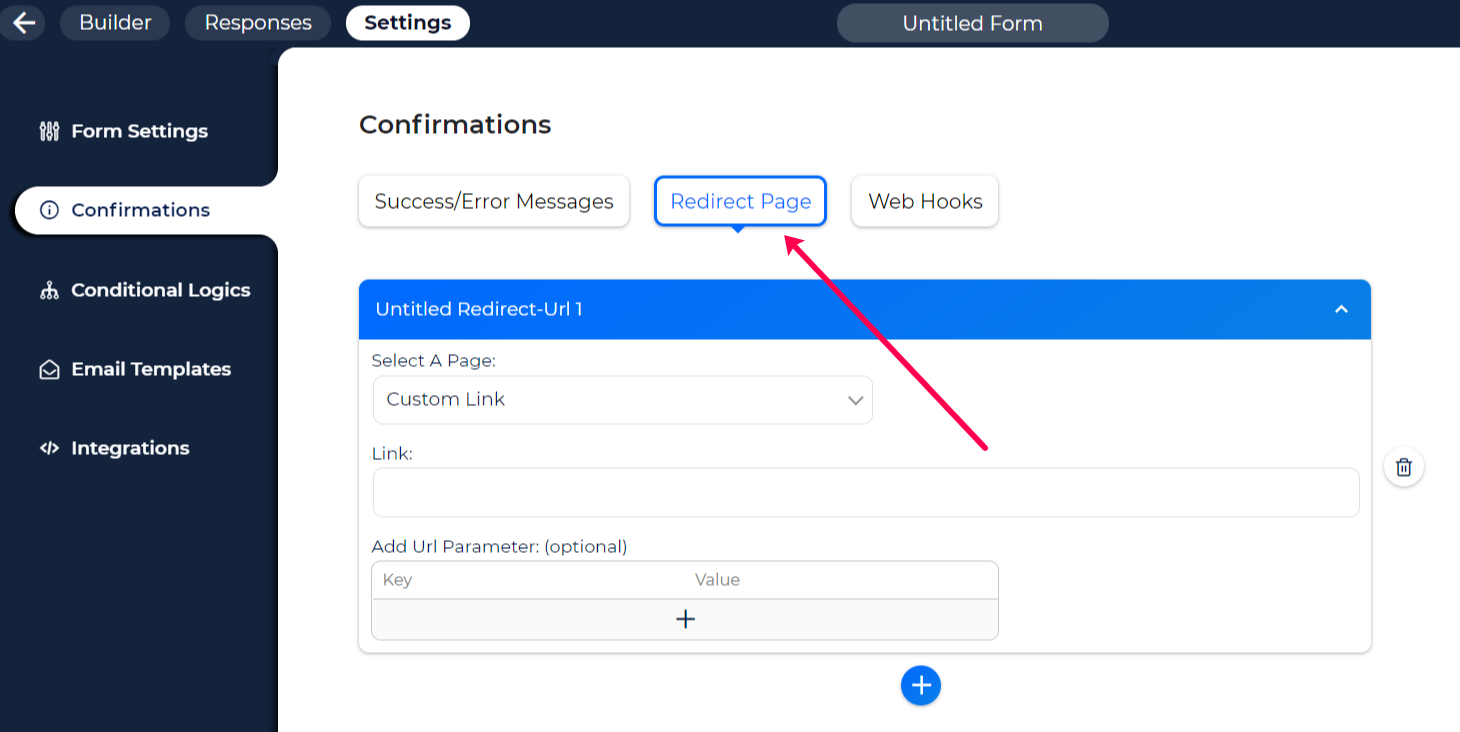 Builder
Responses
Settings
Untitled Form
Form Settings
Confirmations
Conditional Logics
Email Templates
Integrations
Confirmations
Success/Error Messages
Redirect Page
Web Hooks
Untitled Redirect-Url 1
Select A Page:
Custom Link
Link:
Add Url Parameter: (optional)
Key Value